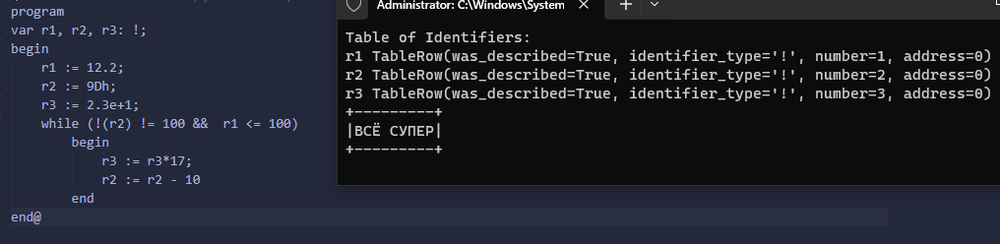 program
var r1, r2, r3: !;
begin
    r1 := 12.2;
    r2 := 9Dh;
    r3 := 2.3e+1;
    while (!(r2) != 100 &&  r1 <= 100)
        begin
            r3 := r3*17;
            r2 := r2 - 10
        end
end@
Administrator: C:\Windows\System
Table of Identifiers:
r1 TableRow(was_described=True, identifier_type='!', number=1, address=0)
r2 TableRow(was_described=True, identifier_type='!', number=2, address=0)
r3 TableRow(was_described=True, identifier_type='!', number=3, address=0)
+---------+
|ВСЁ СУПЕР|
+---------+